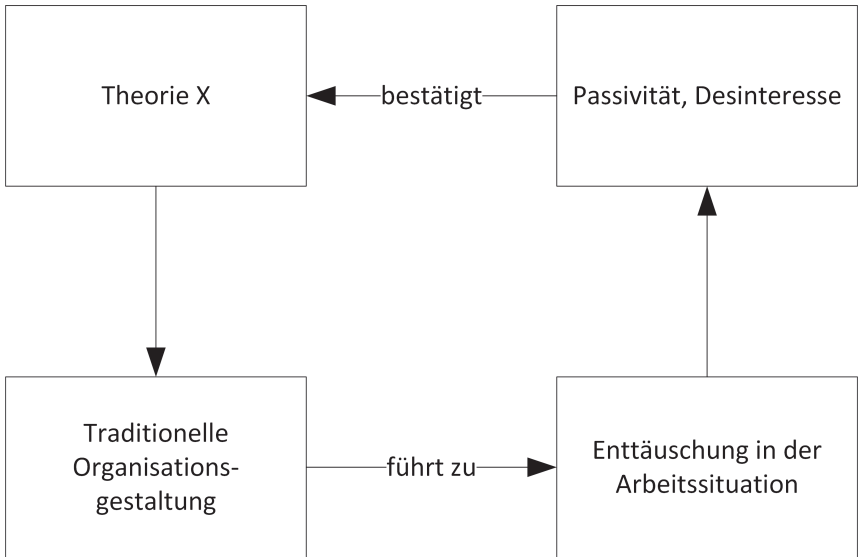 Theorie X
bestätigt
Passivität, Desinteresse
Traditionelle
Organisations-
gestaltung
führt zu
Enttäuschung in der
Arbeitssituation